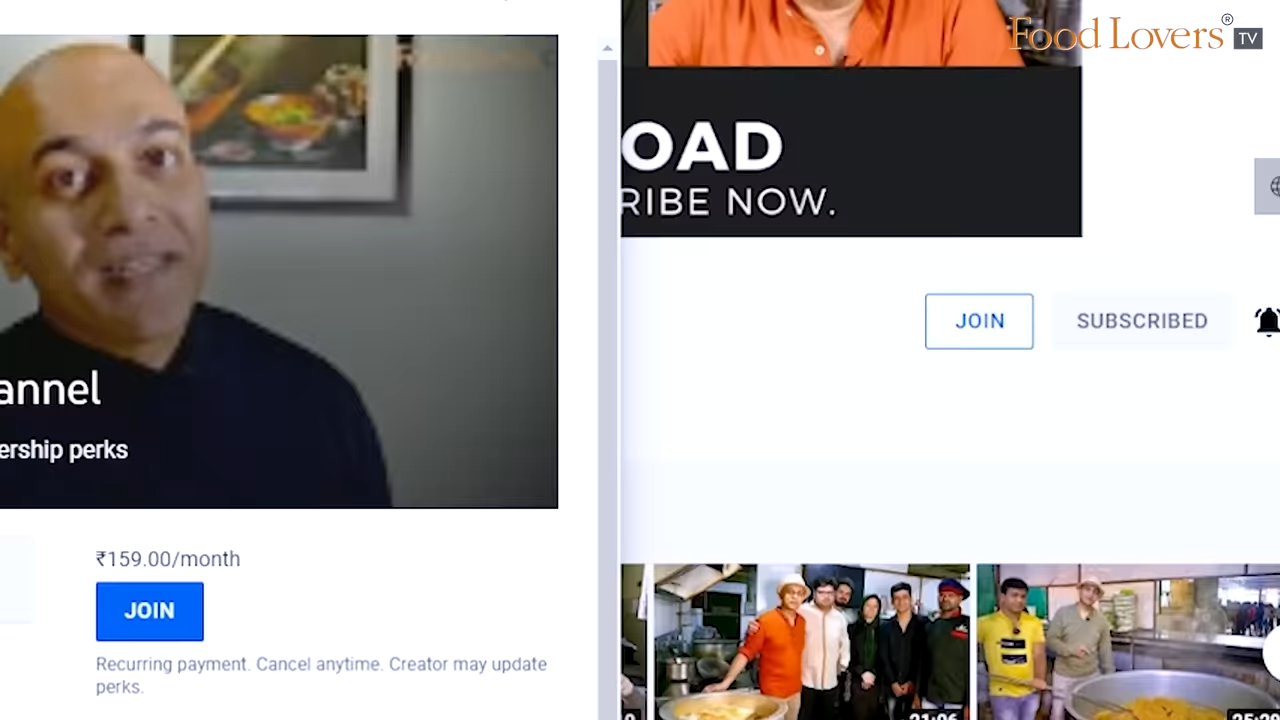 Food Lovers® TV
OAD
RIBE NOW.
JOIN
SUBSCRIBED
annel
ership perks
₹159.00/month
JOIN
Recurring payment. Cancel anytime. Creator may update
perks.
21:06